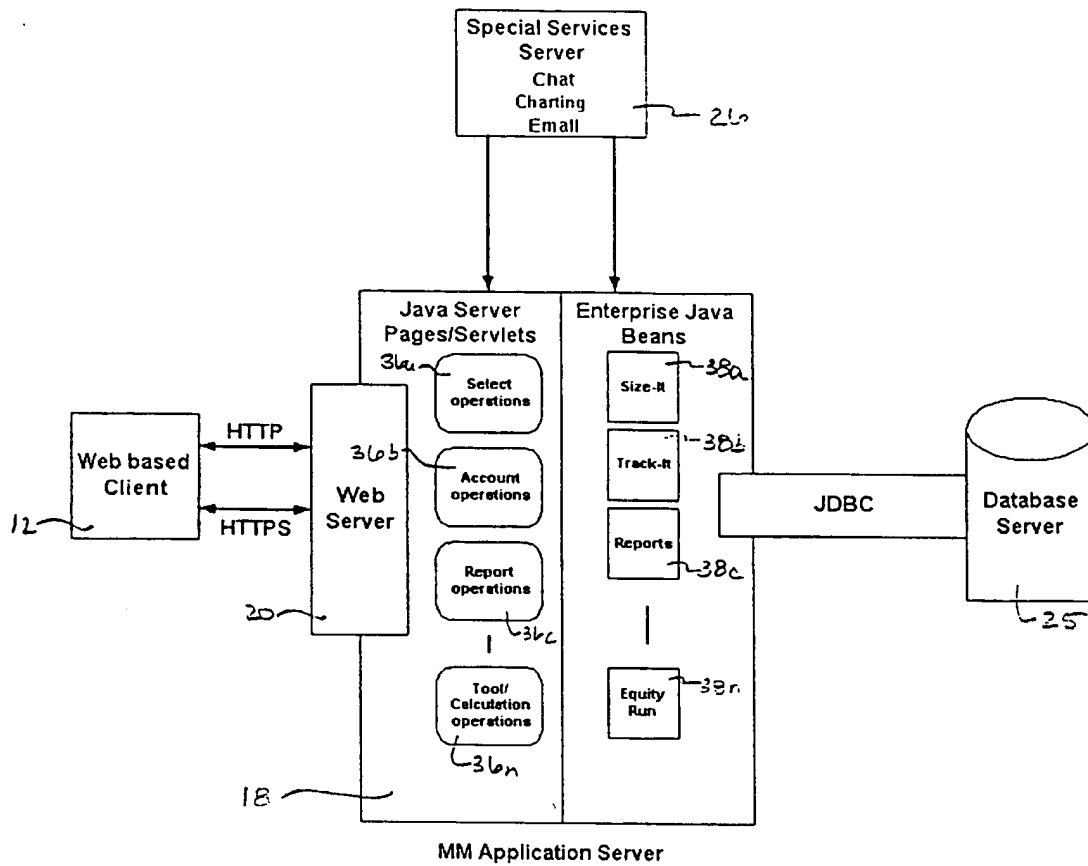 Special Services
Server
Chat
Charting
Email
26
Java Server
Pages/Servlets
Enterprise Java
Beans
36a
Select
operations
38a
Size-It
HTTP
Web based
Client
HTTPS
12
Web
Server
20
36b
Account
operations
38b
Track-It
JDBC
Database
Server
25
Report
operations
36c
Reports
38c
Tool/
Calculation
operations
36n
Equity
Run
38n
18
MM Application Server